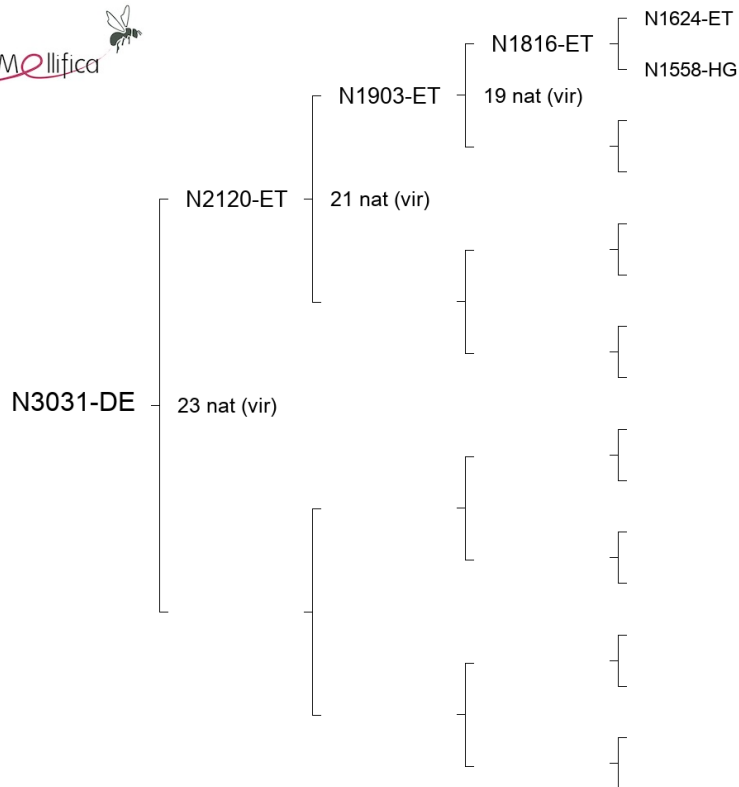 Mellifica
N1624-ET
N1816-ET
N1558-HG
N1903-ET
19 nat (vir)
N2120-ET
21 nat (vir)
N3031-DE
23 nat (vir)